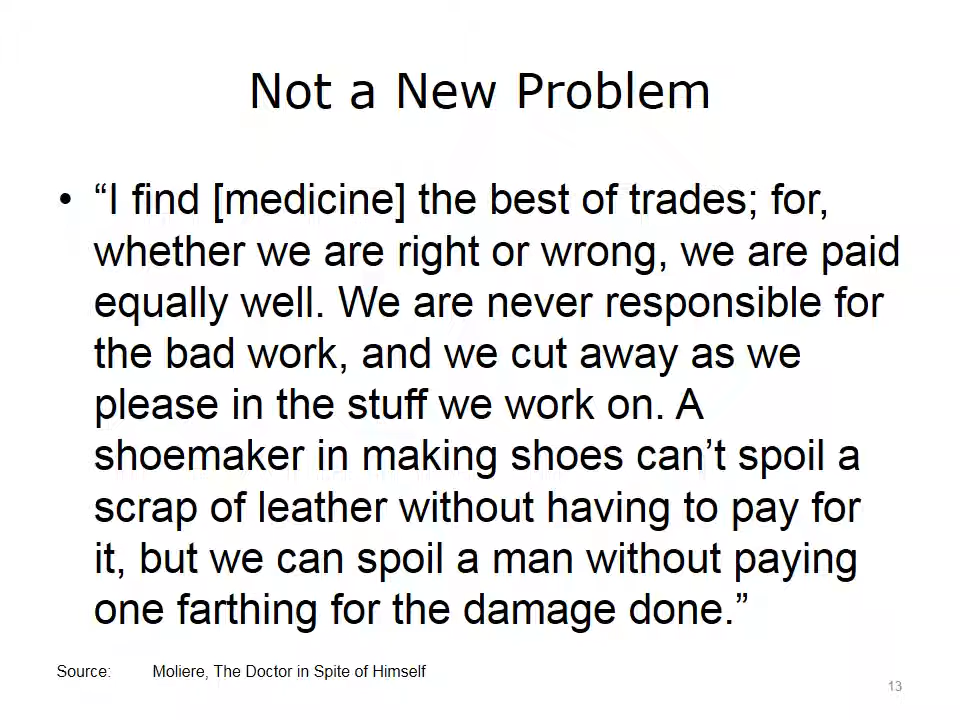 Not a New Problem
• “I find [medicine] the best of trades; for,
whether we are right or wrong, we are paid
equally well. We are never responsible for
the bad work, and we cut away as we
please in the stuff we work on. A
shoemaker in making shoes can’t spoil a
scrap of leather without having to pay for
it, but we can spoil a man without paying
one farthing for the damage done.”
Source: Moliere, The Doctor in Spite of Himself
13